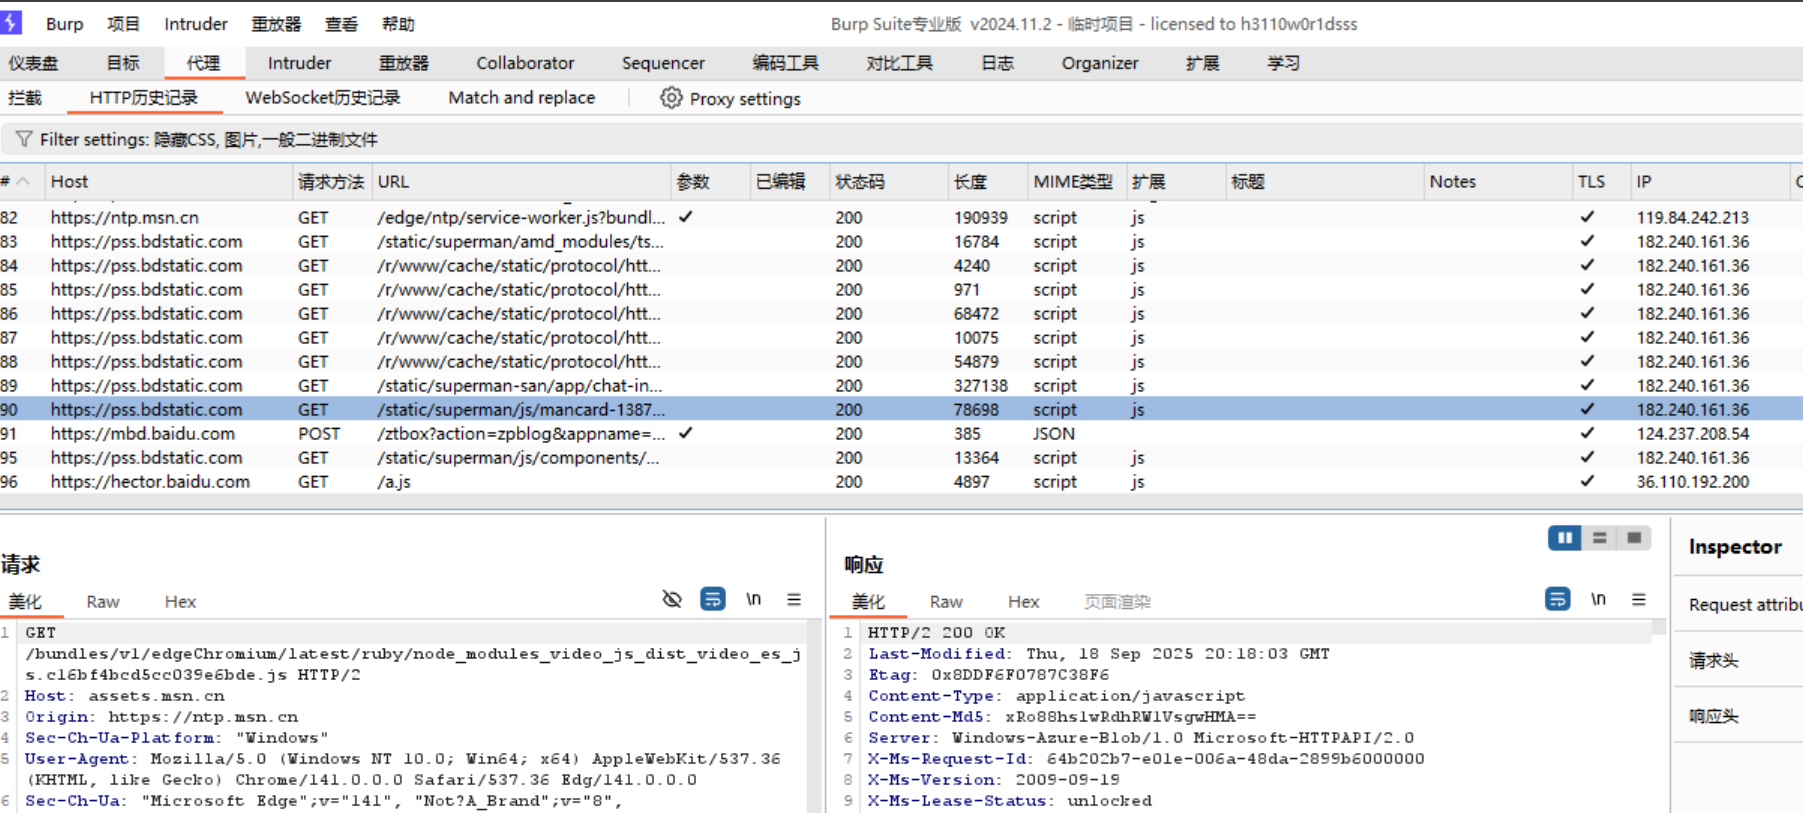 Burp 项目 Intruder 重放器 查看 帮助 Burp Suite专业版 v2024.11.2 - 临时项目 - licensed to h3110w0r1dsss
仪表盘 目标 代理 Intruder 重放器 Collaborator Sequencer 编码工具 对比工具 日志 Organizer 扩展 学习
拦截 HTTP历史记录 WebSocket历史记录 Match and replace Proxy settings
Filter settings: 隐藏CSS, 图片,一般二进制文件
# Host 请求方法 URL 参数 已编辑 状态码 长度 MIME类型 扩展 标题 Notes TLS IP
82 https://ntp.msn.cn GET /edge/ntp/service-worker.js?bundl... ✓ 200 190939 script js ✓ 119.84.242.213
83 https://pss.bdstatic.com GET /static/superman/amd_modules/ts... 200 16784 script js ✓ 182.240.161.36
84 https://pss.bdstatic.com GET /r/www/cache/static/protocol/htt... 200 4240 script js ✓ 182.240.161.36
85 https://pss.bdstatic.com GET /r/www/cache/static/protocol/htt... 200 971 script js ✓ 182.240.161.36
86 https://pss.bdstatic.com GET /r/www/cache/static/protocol/htt... 200 68472 script js ✓ 182.240.161.36
87 https://pss.bdstatic.com GET /r/www/cache/static/protocol/htt... 200 10075 script js ✓ 182.240.161.36
88 https://pss.bdstatic.com GET /r/www/cache/static/protocol/htt... 200 54879 script js ✓ 182.240.161.36
89 https://pss.bdstatic.com GET /static/superman-san/app/chat-in... 200 327138 script js ✓ 182.240.161.36
90 https://pss.bdstatic.com GET /static/superman/js/mancard-1387... 200 78698 script js ✓ 182.240.161.36
91 https://mbd.baidu.com POST /ztbox?action=zpblog&appname=... ✓ 200 385 JSON ✓ 124.237.208.54
95 https://pss.bdstatic.com GET /static/superman/js/components/... 200 13364 script js ✓ 182.240.161.36
96 https://hector.baidu.com GET /a.js 200 4897 script js ✓ 36.110.192.200
请求
美化 Raw Hex \n
1 GET
/bundles/v1/edgeChromium/latest/ruby/node_modules_video_js_dist_video_es_j
s.c16bf4bcd5cc039e6bde.js HTTP/2
2 Host: assets.msn.cn
3 Origin: https://ntp.msn.cn
4 Sec-Ch-Ua-Platform: "Windows"
5 User-Agent: Mozilla/5.0 (Windows NT 10.0; Win64; x64) AppleWebKit/537.36
(KHTML, like Gecko) Chrome/141.0.0.0 Safari/537.36 Edg/141.0.0.0
6 Sec-Ch-Ua: "Microsoft Edge";v="141", "Not?A_Brand";v="8",
响应
美化 Raw Hex 页面渲染 \n
1 HTTP/2 200 OK
2 Last-Modified: Thu, 18 Sep 2025 20:18:03 GMT
3 Etag: 0x8DDF6F0787C38F6
4 Content-Type: application/javascript
5 Content-Md5: xRo88hs1wRdhRW1VsgwHMA==
6 Server: Windows-Azure-Blob/1.0 Microsoft-HTTPAPI/2.0
7 X-Ms-Request-Id: 64b202b7-e01e-006a-48da-2899b6000000
8 X-Ms-Version: 2009-09-19
9 X-Ms-Lease-Status: unlocked
Inspector
Request attribu
请求头
响应头